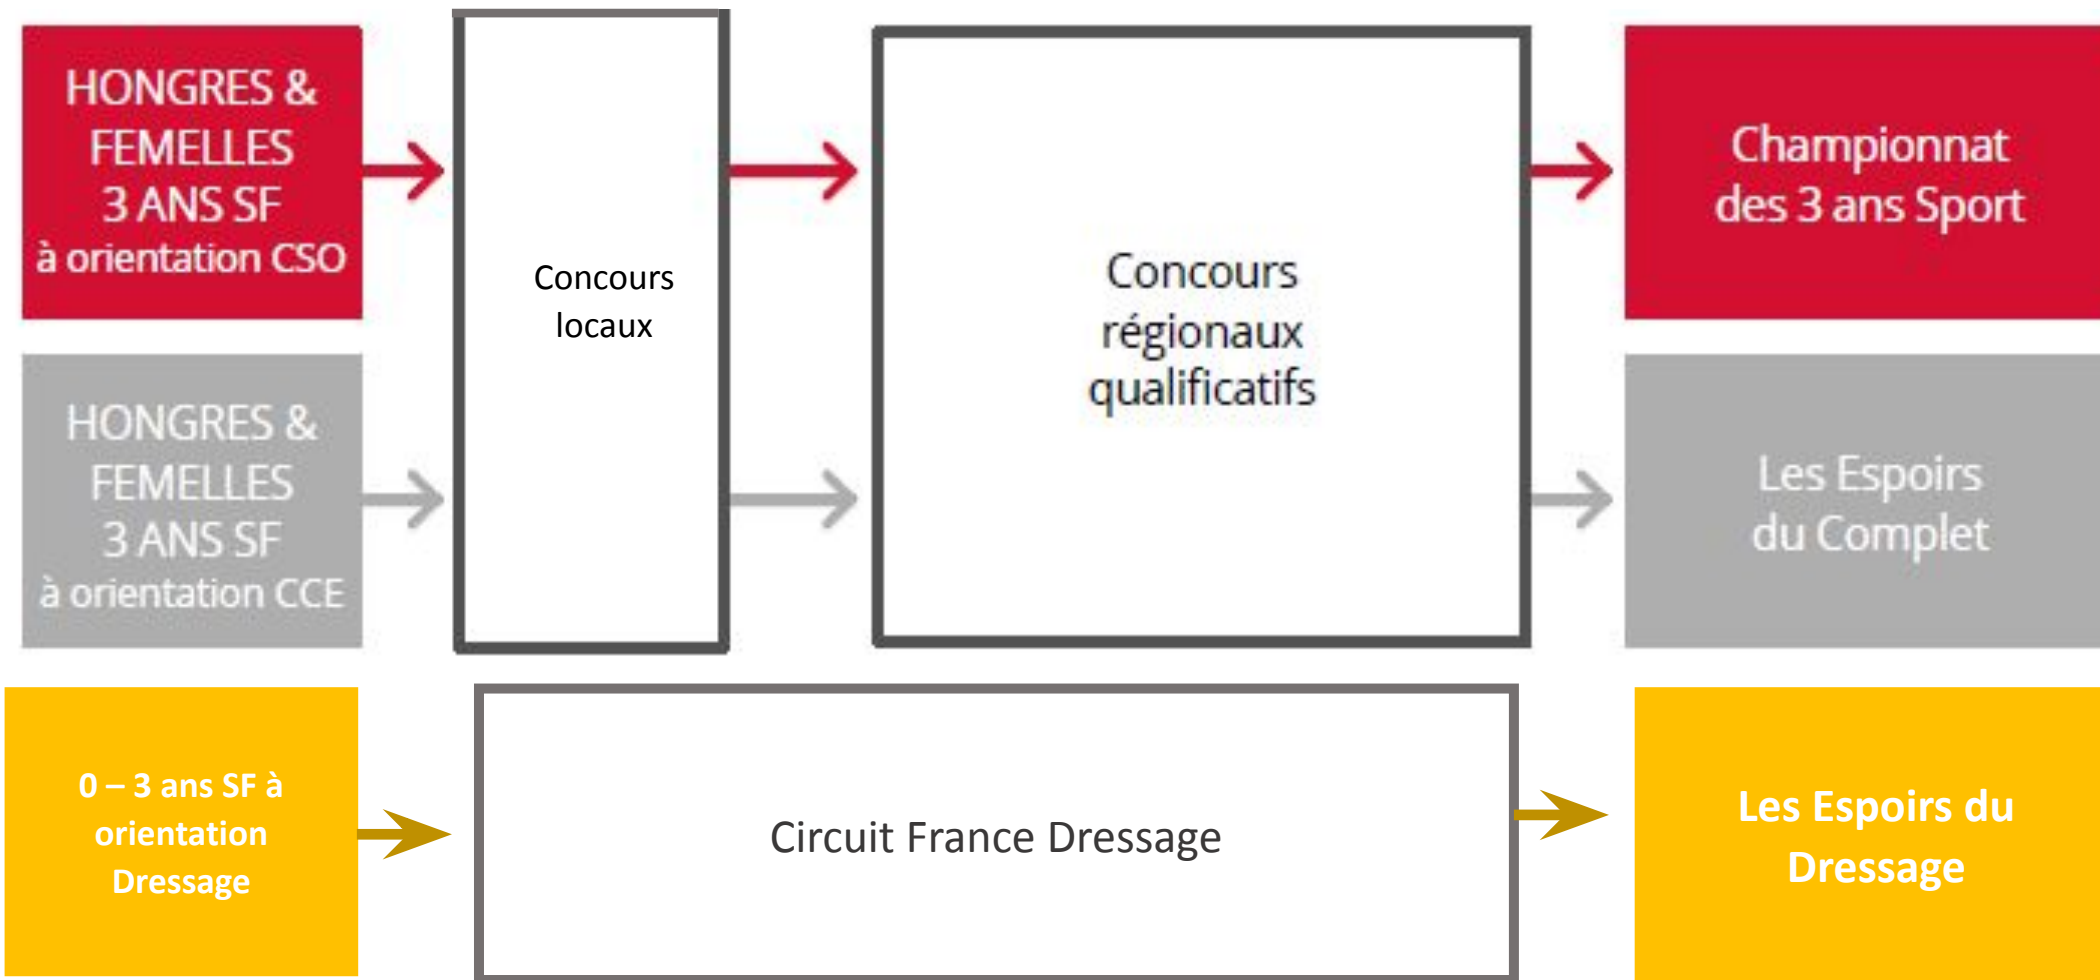 HONGRES &
FEMELLES
3 ANS SF
à orientation CSO
Concours
locaux
Concours
régionaux
qualificatifs
Championnat
des 3 ans Sport
HONGRES &
FEMELLES
3 ANS SF
à orientation CCE
Les Espoirs
du Complet
0 – 3 ans SF à
orientation
Dressage
Circuit France Dressage
Les Espoirs du
Dressage